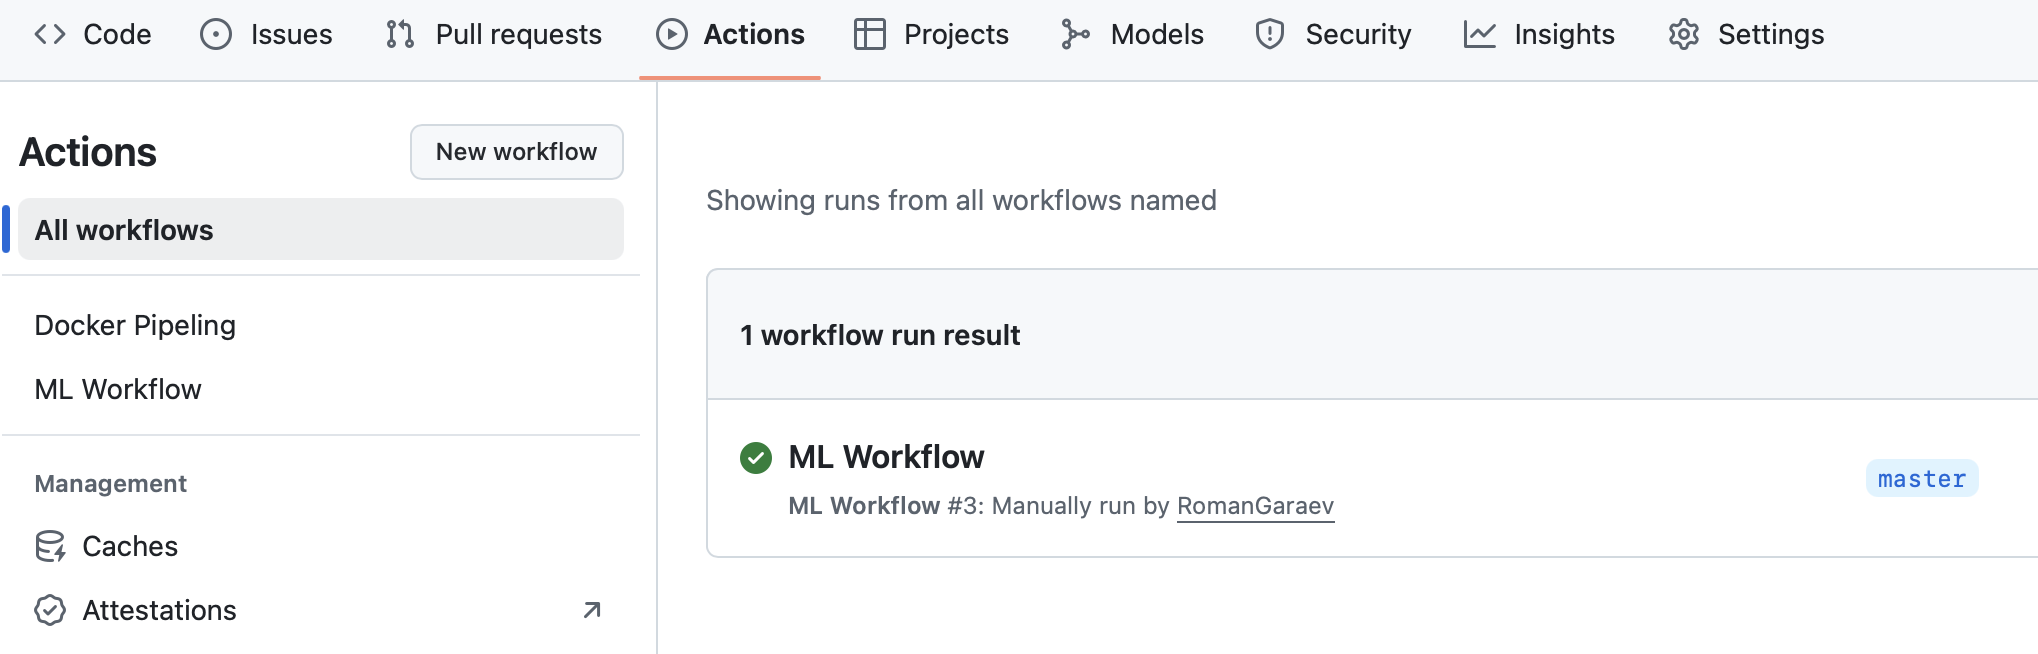 Code Issues Pull requests Actions Projects Models Security Insights Settings
Actions
New workflow
All workflows
Docker Pipeling
ML Workflow
Management
Caches
Attestations
Showing runs from all workflows named
1 workflow run result
ML Workflow
ML Workflow #3: Manually run by RomanGaraev
master